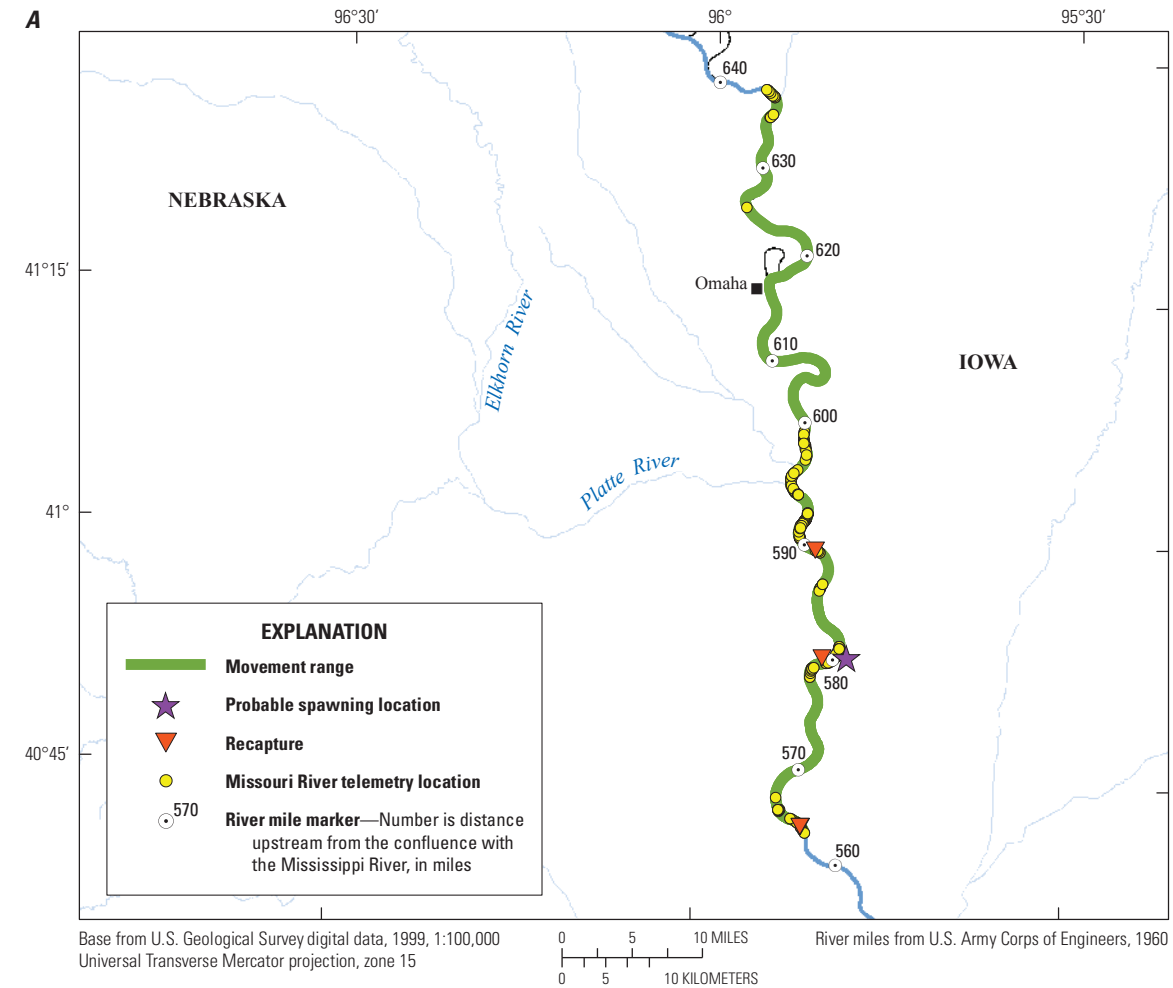 A
96°30′
96°
95°30′
640
630
NEBRASKA
620
41°15′
Omaha
Elkhorn River
610
IOWA
600
Platte River
41°
590
580
40°45′
570
560
EXPLANATION
Movement range
Probable spawning location
Recapture
Missouri River telemetry location
570
River mile marker—Number is distance
upstream from the confluence with
the Mississippi River, in miles
Base from U.S. Geological Survey digital data, 1999, 1:100,000
Universal Transverse Mercator projection, zone 15
0 5 10 MILES
0 5 10 KILOMETERS
River miles from U.S. Army Corps of Engineers, 1960